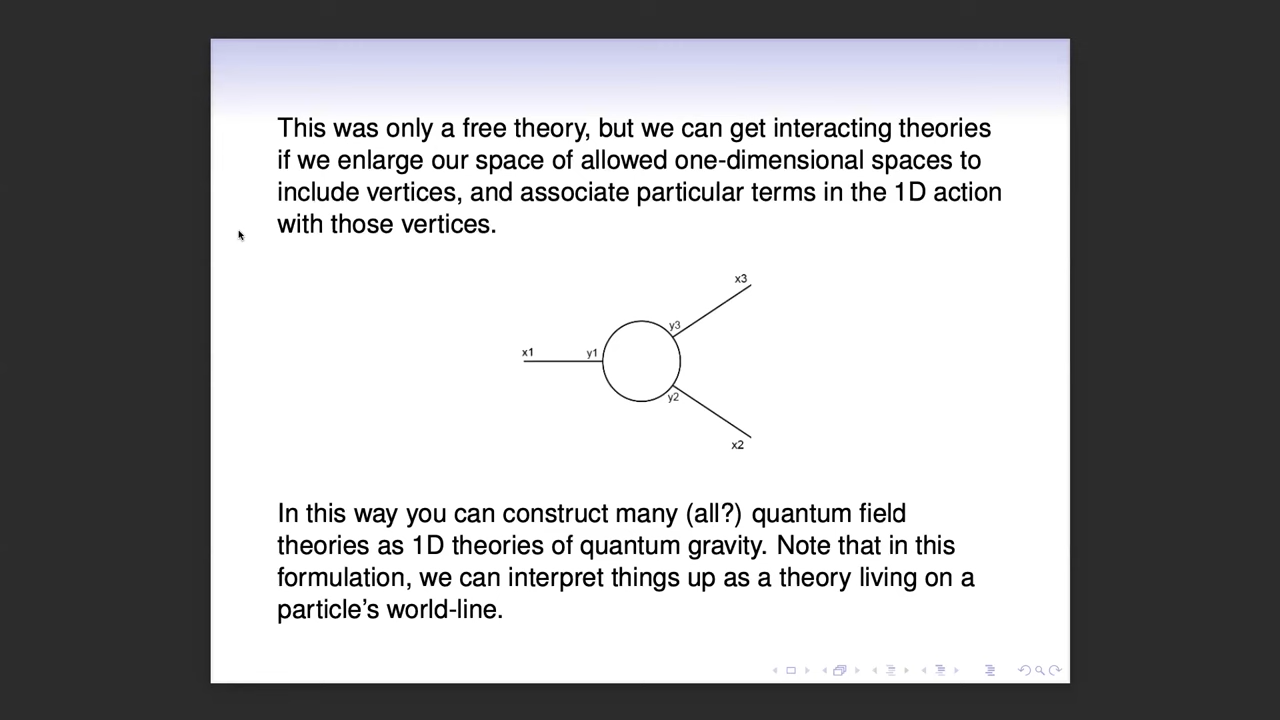 This was only a free theory, but we can get interacting theories
if we enlarge our space of allowed one-dimensional spaces to
include vertices, and associate particular terms in the 1D action
with those vertices.
x3
y3
x1
y1
y2
x2
In this way you can construct many (all?) quantum field
theories as 1D theories of quantum gravity. Note that in this
formulation, we can interpret things up as a theory living on a
particle's world-line.